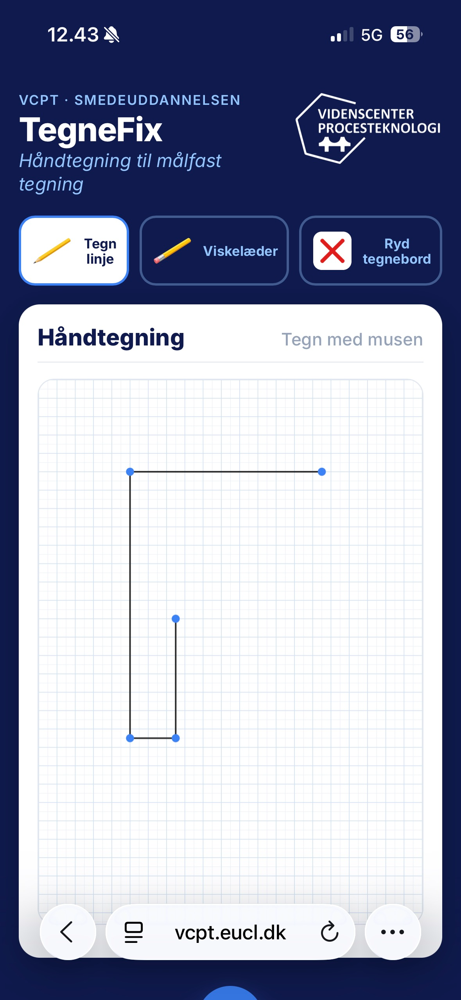 12.43
5G
56
VCPT · SMEDEUDDANNELSEN
TegneFix
Håndtegning til målfast
tegning
VIDENSCENTER
PROCESTEKNOLOGI
Tegn
linje
Viskelæder
Ryd
tegnebord
Håndtegning
Tegn med musen
vcpt.eucl.dk